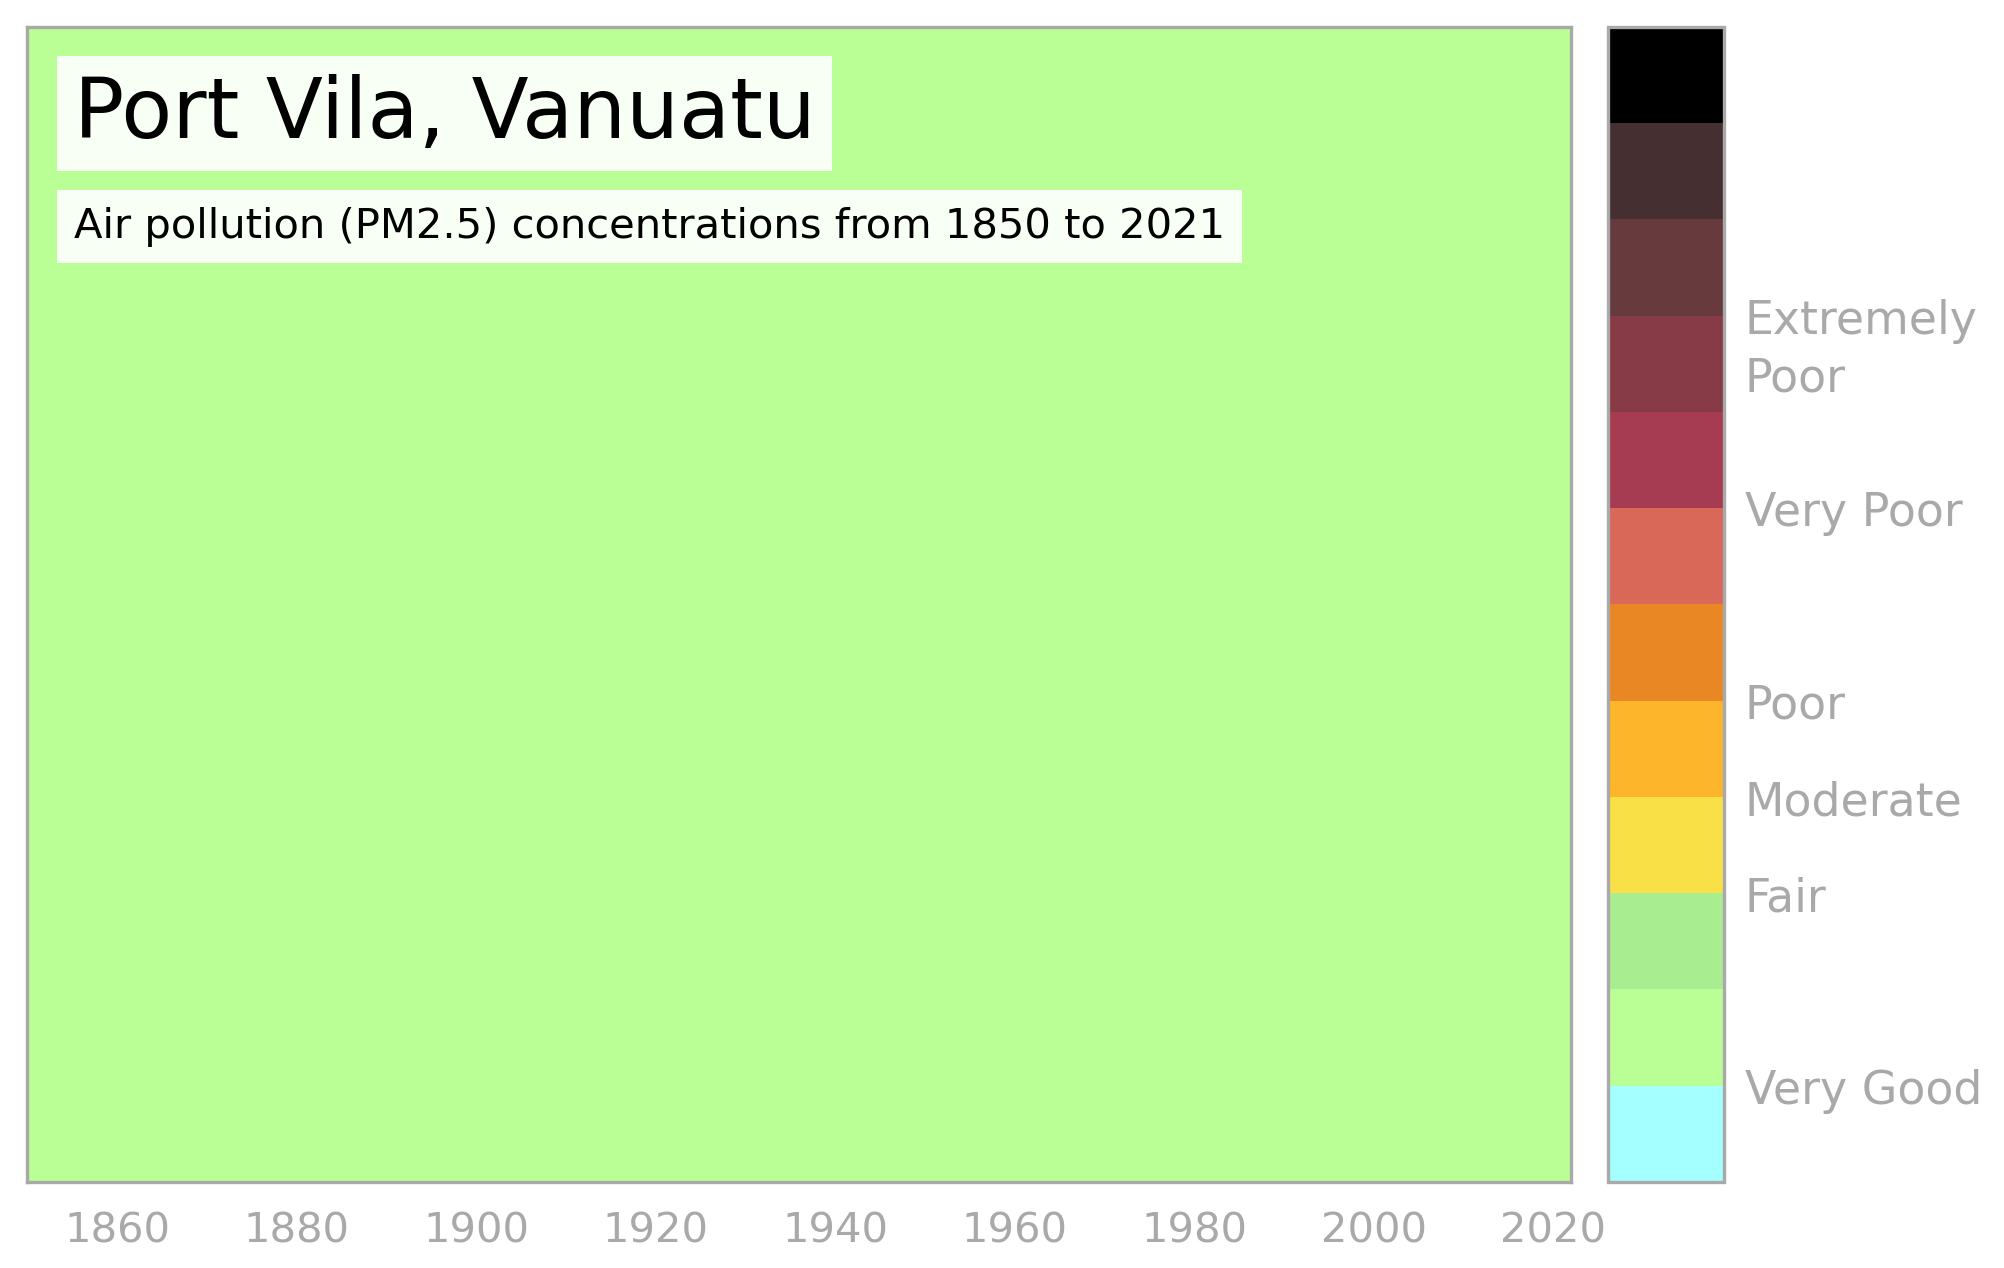 Port Vila, Vanuatu
Air pollution (PM2.5) concentrations from 1850 to 2021
Extremely
Poor
Very Poor
Poor
Moderate
Fair
Very Good
1860 1880 1900 1920 1940 1960 1980 2000 2020